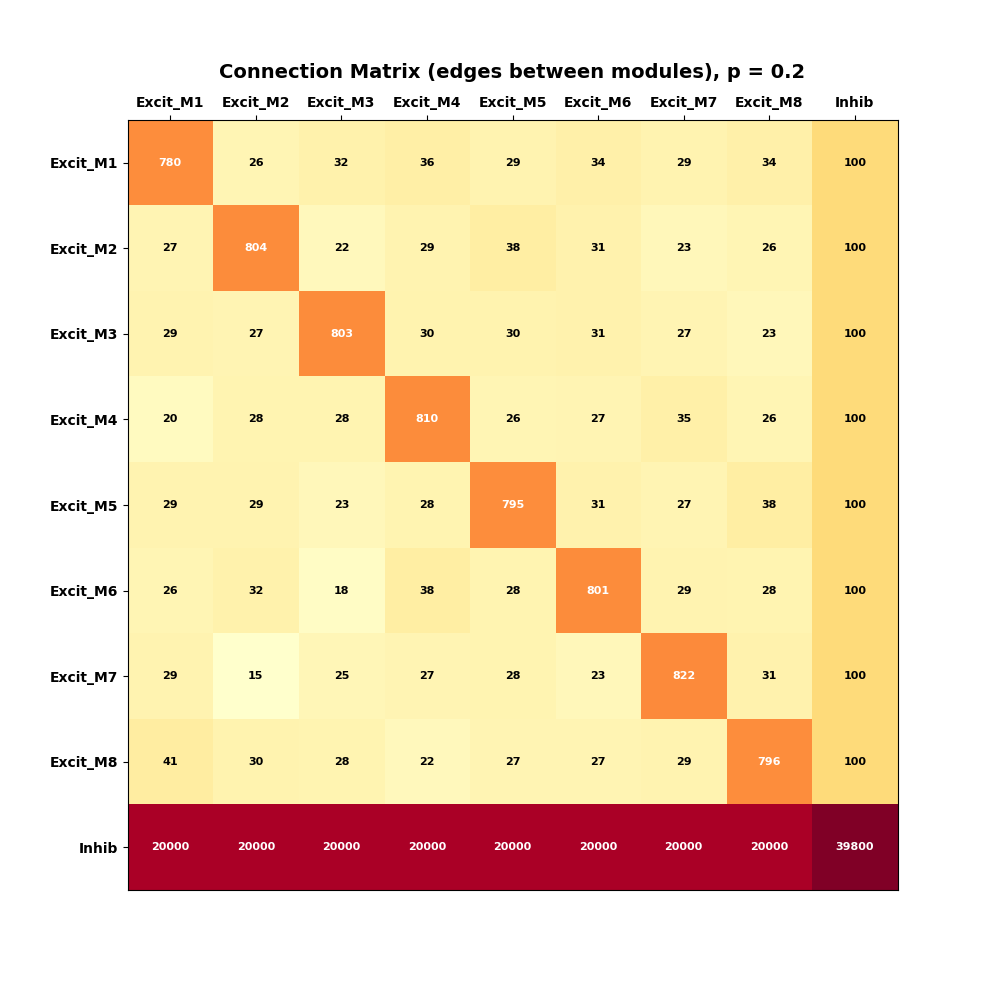 Connection Matrix (edges between modules), p = 0.2
Excit_M1 Excit_M2 Excit_M3 Excit_M4 Excit_M5 Excit_M6 Excit_M7 Excit_M8 Inhib
Excit_M1 780 26 32 36 29 34 29 34 100
Excit_M2 27 804 22 29 38 31 23 26 100
Excit_M3 29 27 803 30 30 31 27 23 100
Excit_M4 20 28 28 810 26 27 35 26 100
Excit_M5 29 29 23 28 795 31 27 38 100
Excit_M6 26 32 18 38 28 801 29 28 100
Excit_M7 29 15 25 27 28 23 822 31 100
Excit_M8 41 30 28 22 27 27 29 796 100
Inhib 20000 20000 20000 20000 20000 20000 20000 20000 39800